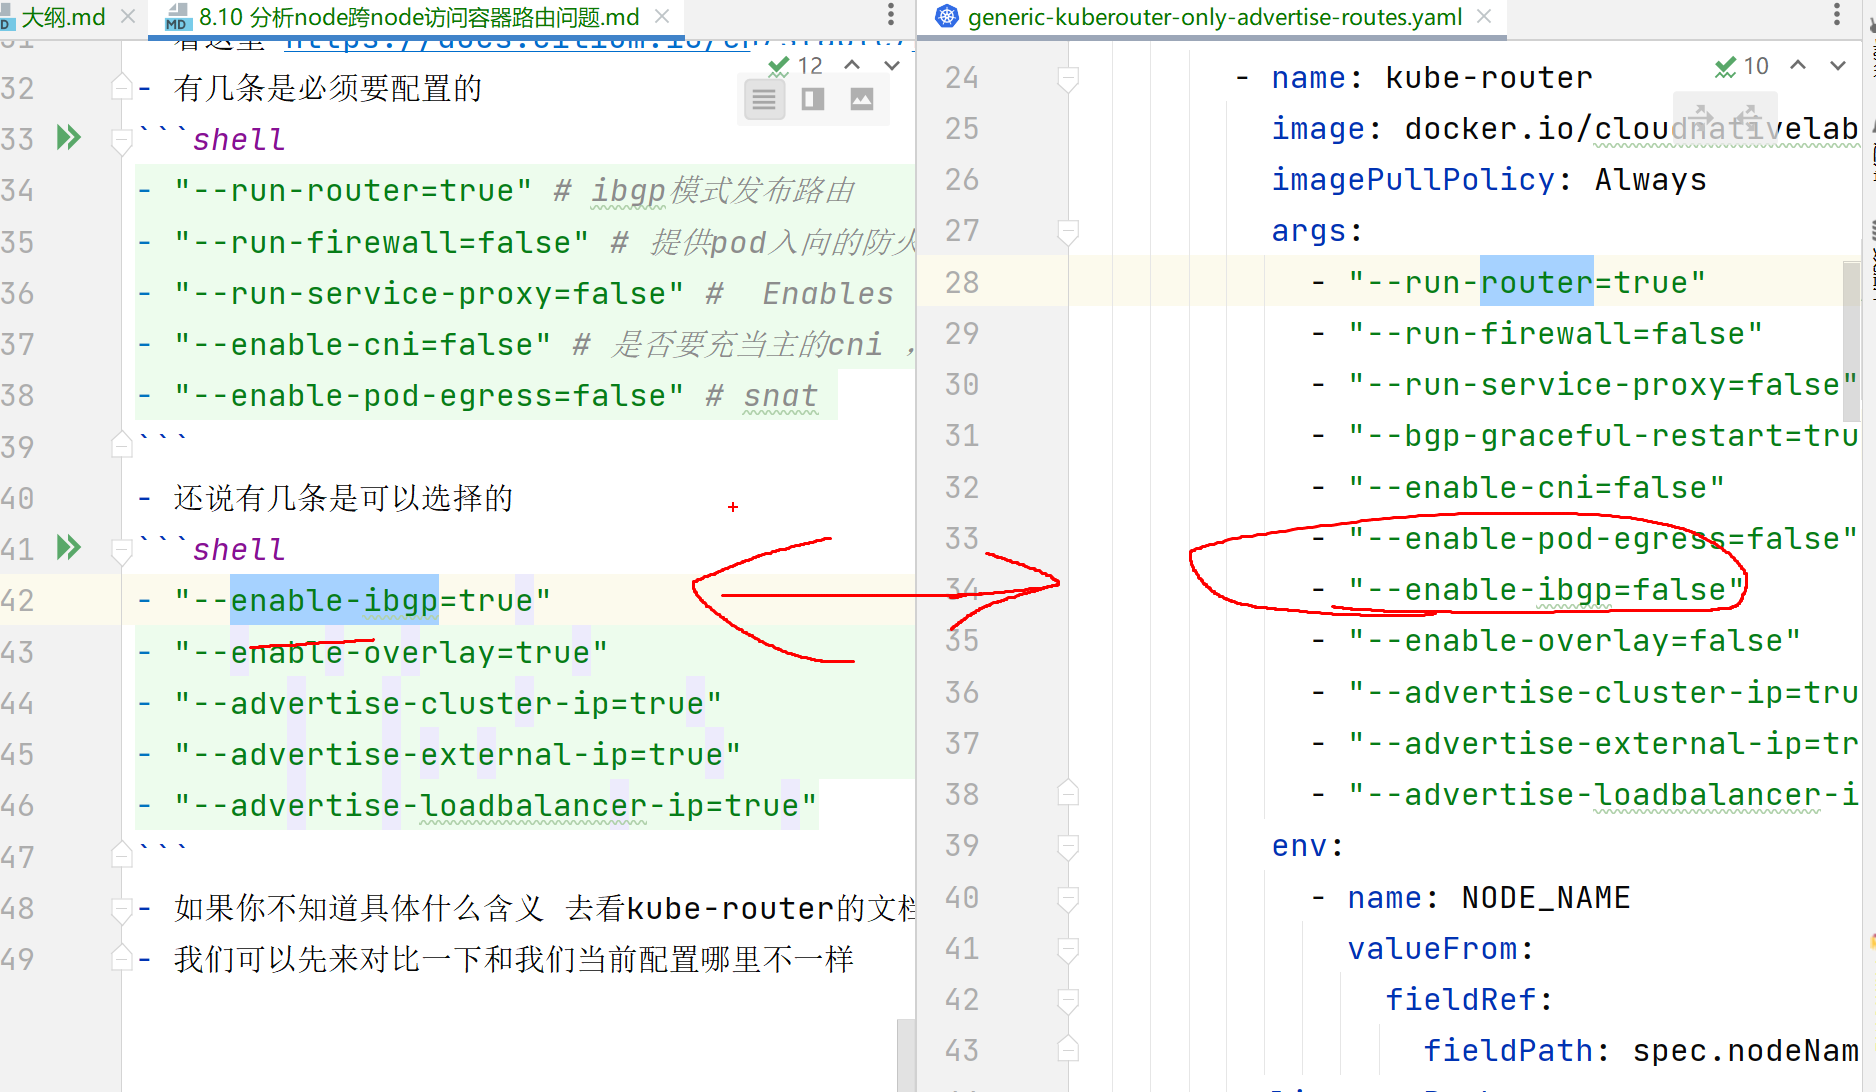 大纲.md
8.10 分析node跨node访问容器路由问题.md
12
32 - 有几条是必须要配置的
33 ```shell
34 - "--run-router=true" # ibgp模式发布路由
35 - "--run-firewall=false" # 提供pod入向的防火
36 - "--run-service-proxy=false" #  Enables
37 - "--enable-cni=false" # 是否要充当主的cni ，
38 - "--enable-pod-egress=false" # snat
39 ```
40 - 还说有几条是可以选择的
41 ```shell
42 - "--enable-ibgp=true"
43 - "--enable-overlay=true"
44 - "--advertise-cluster-ip=true"
45 - "--advertise-external-ip=true"
46 - "--advertise-loadbalancer-ip=true"
47 ```
48 - 如果你不知道具体什么含义 去看kube-router的文档
49 - 我们可以先来对比一下和我们当前配置哪里不一样
generic-kuberouter-only-advertise-routes.yaml
10
24 - name: kube-router
25 image: docker.io/cloudnativelab
26 imagePullPolicy: Always
27 args:
28 - "--run-router=true"
29 - "--run-firewall=false"
30 - "--run-service-proxy=false"
31 - "--bgp-graceful-restart=tru
32 - "--enable-cni=false"
33 - "--enable-pod-egress=false"
34 - "--enable-ibgp=false"
35 - "--enable-overlay=false"
36 - "--advertise-cluster-ip=tru
37 - "--advertise-external-ip=tr
38 - "--advertise-loadbalancer-i
39 env:
40 - name: NODE_NAME
41 valueFrom:
42 fieldRef:
43 fieldPath: spec.nodeNam